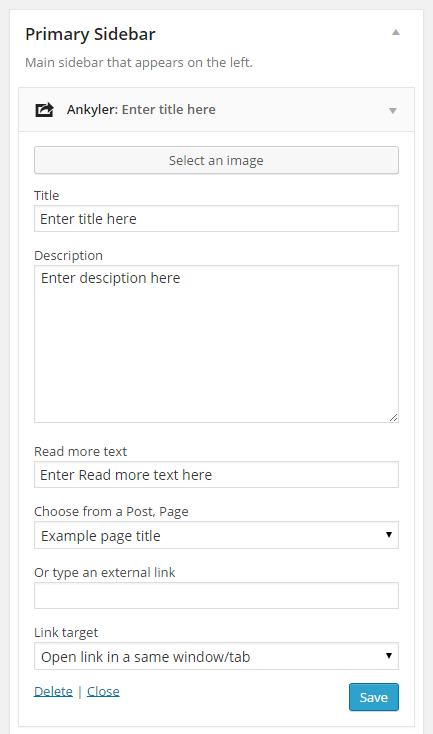 Primary Sidebar
Main sidebar that appears on the left.
Ankyler: Enter title here
Select an image
Title
Enter title here
Description
Enter desciption here
Read more text
Enter Read more text here
Choose from a Post, Page
Example page title
Or type an external link
Link target
Open link in a same window/tab
Delete | Close
Save